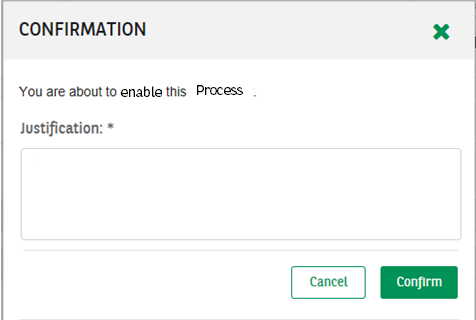 CONFIRMATION
You are about to enable this Process .
Justification: *
Cancel Confirm